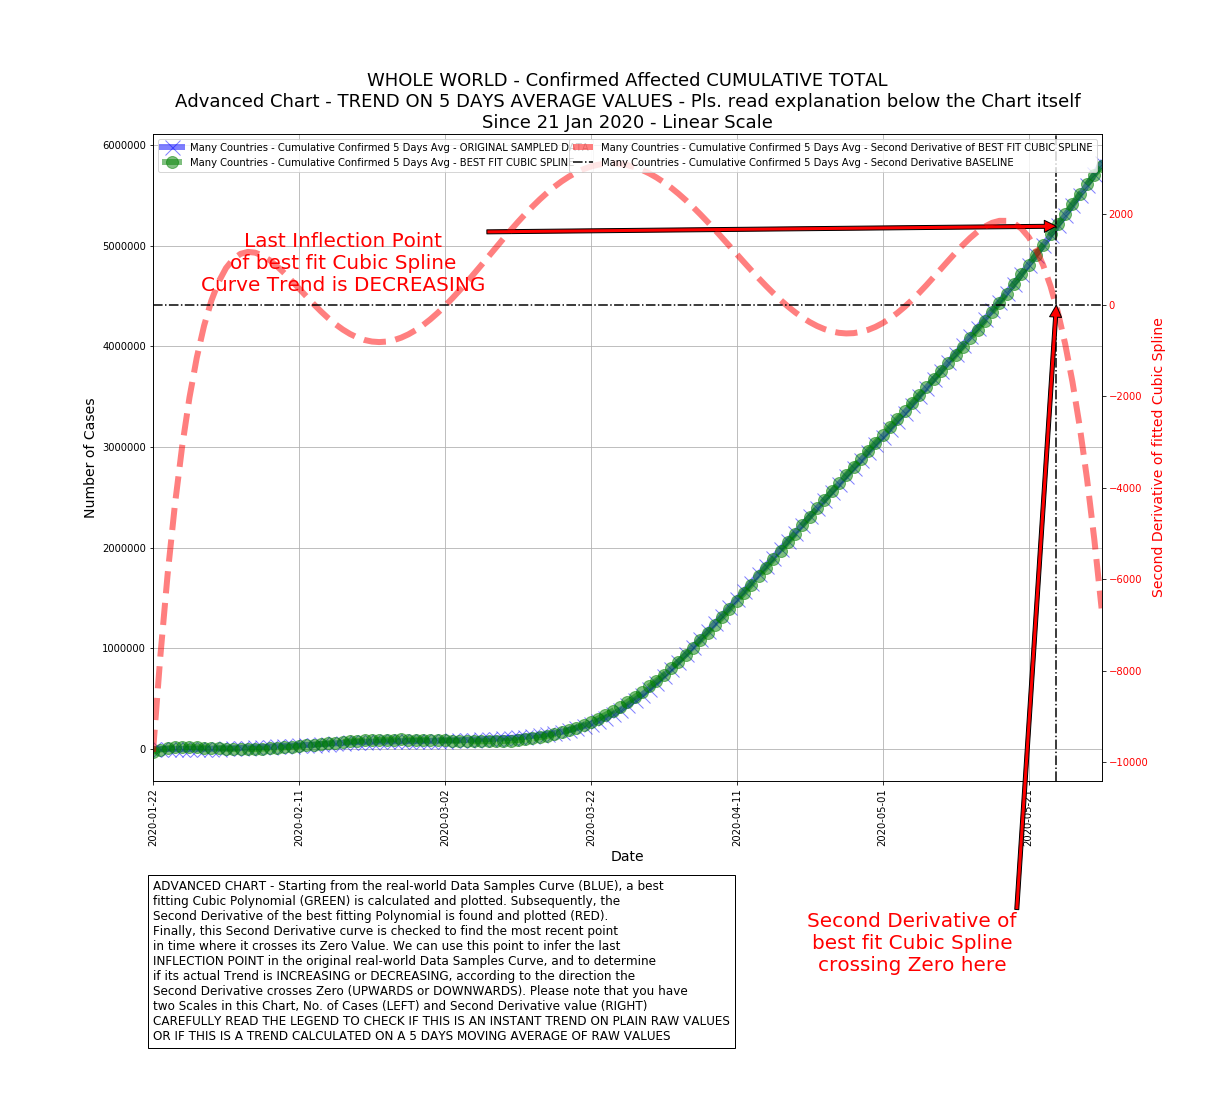 WHOLE WORLD - Confirmed Affected CUMULATIVE TOTAL
Advanced Chart - TREND ON 5 DAYS AVERAGE VALUES - Pls. read explanation below the Chart itself
Since 21 Jan 2020 - Linear Scale
Many Countries - Cumulative Confirmed 5 Days Avg - ORIGINAL SAMPLED DATA
Many Countries - Cumulative Confirmed 5 Days Avg - BEST FIT CUBIC SPLIN
Many Countries - Cumulative Confirmed 5 Days Avg - Second Derivative of BEST FIT CUBIC SPLINE
Many Countries - Cumulative Confirmed 5 Days Avg - Second Derivative BASELINE
Last Inflection Point
of best fit Cubic Spline
Curve Trend is DECREASING
Number of Cases
6000000
5000000
4000000
3000000
2000000
1000000
0
2000
0
−2000
−4000
−6000
−8000
−10000
Second Derivative of fitted Cubic Spline
2020-01-22
2020-02-11
2020-03-02
2020-03-22
2020-04-11
2020-05-01
2020-05-21
Date
ADVANCED CHART - Starting from the real-world Data Samples Curve (BLUE), a best
fitting Cubic Polynomial (GREEN) is calculated and plotted. Subsequently, the
Second Derivative of the best fitting Polynomial is found and plotted (RED).
Finally, this Second Derivative curve is checked to find the most recent point
in time where it crosses its Zero Value. We can use this point to infer the last
INFLECTION POINT in the original real-world Data Samples Curve, and to determine
if its actual Trend is INCREASING or DECREASING, according to the direction the
Second Derivative crosses Zero (UPWARDS or DOWNWARDS). Please note that you have
two Scales in this Chart, No. of Cases (LEFT) and Second Derivative value (RIGHT)
CAREFULLY READ THE LEGEND TO CHECK IF THIS IS AN INSTANT TREND ON PLAIN RAW VALUES
OR IF THIS IS A TREND CALCULATED ON A 5 DAYS MOVING AVERAGE OF RAW VALUES
Second Derivative of
best fit Cubic Spline
crossing Zero here